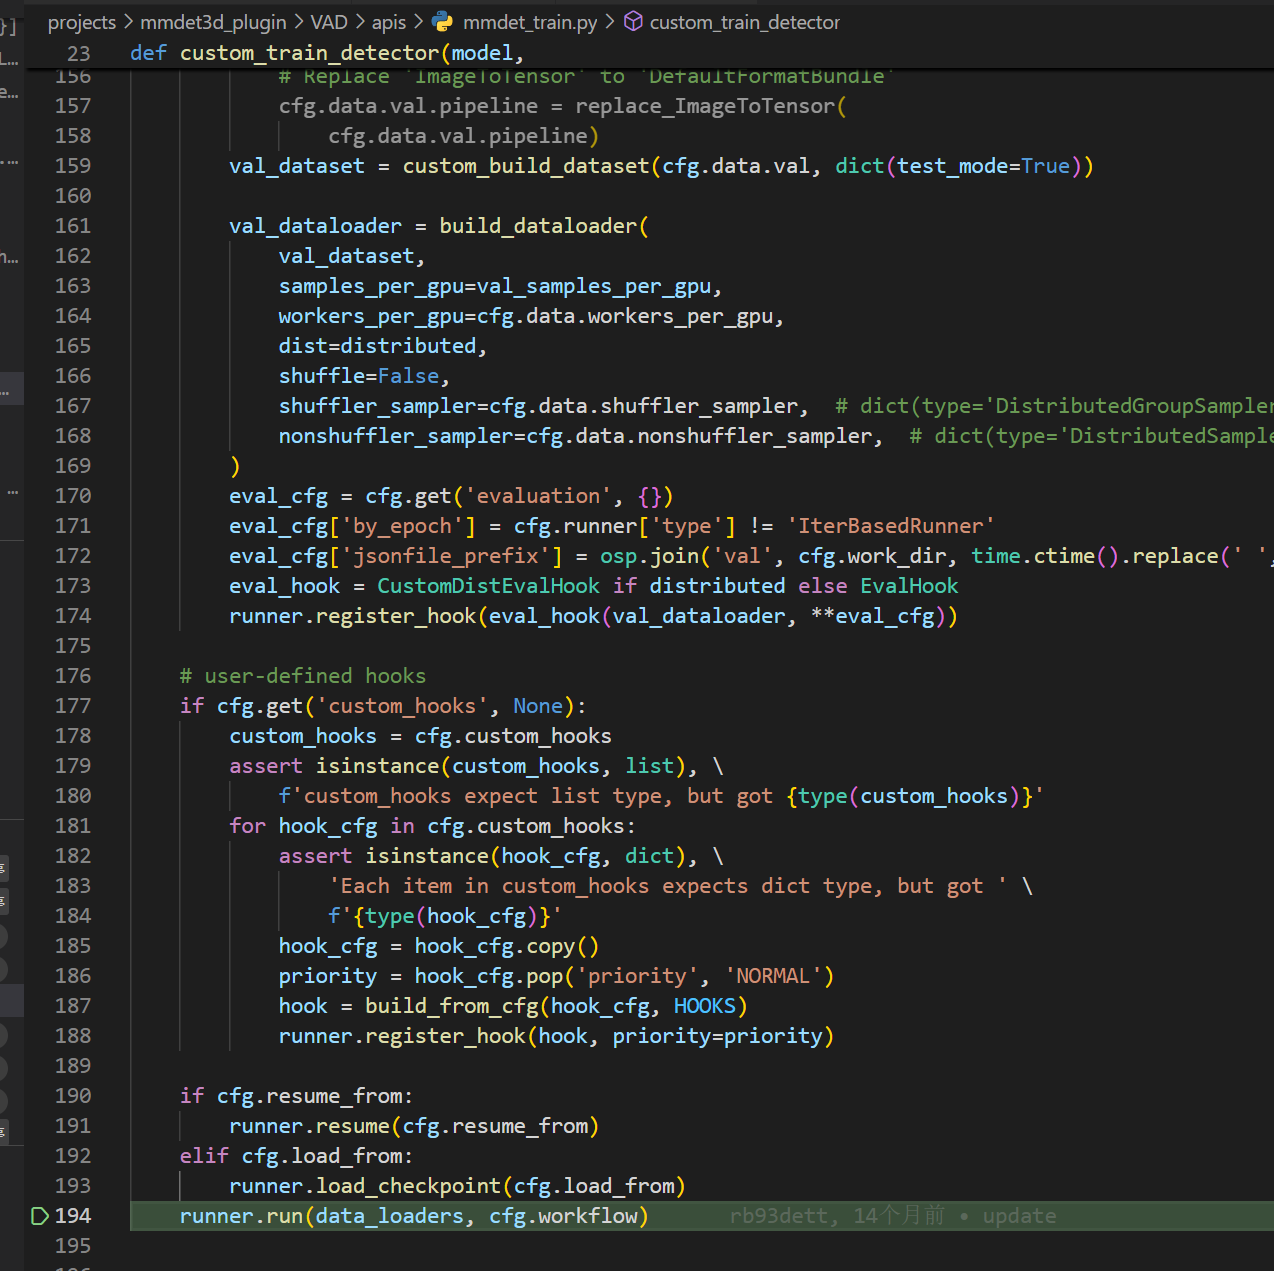 projects > mmdet3d_plugin > VAD > apis > mmdet_train.py > custom_train_detector
23 def custom_train_detector(model,
156 # Replace 'ImageToTensor' to 'DefaultFormatBundle'
157 cfg.data.val.pipeline = replace_ImageToTensor(
158 cfg.data.val.pipeline)
159 val_dataset = custom_build_dataset(cfg.data.val, dict(test_mode=True))
160
161 val_dataloader = build_dataloader(
162 val_dataset,
163 samples_per_gpu=val_samples_per_gpu,
164 workers_per_gpu=cfg.data.workers_per_gpu,
165 dist=distributed,
166 shuffle=False,
167 shuffler_sampler=cfg.data.shuffler_sampler,  # dict(type='DistributedGroupSampler
168 nonshuffler_sampler=cfg.data.nonshuffler_sampler,  # dict(type='DistributedSample
169 )
170 eval_cfg = cfg.get('evaluation', {})
171 eval_cfg['by_epoch'] = cfg.runner['type'] != 'IterBasedRunner'
172 eval_cfg['jsonfile_prefix'] = osp.join('val', cfg.work_dir, time.ctime().replace(' ',
173 eval_hook = CustomDistEvalHook if distributed else EvalHook
174 runner.register_hook(eval_hook(val_dataloader, **eval_cfg))
175
176 # user-defined hooks
177 if cfg.get('custom_hooks', None):
178 custom_hooks = cfg.custom_hooks
179 assert isinstance(custom_hooks, list), \
180 f'custom_hooks expect list type, but got {type(custom_hooks)}'
181 for hook_cfg in cfg.custom_hooks:
182 assert isinstance(hook_cfg, dict), \
183 'Each item in custom_hooks expects dict type, but got ' \
184 f'{type(hook_cfg)}'
185 hook_cfg = hook_cfg.copy()
186 priority = hook_cfg.pop('priority', 'NORMAL')
187 hook = build_from_cfg(hook_cfg, HOOKS)
188 runner.register_hook(hook, priority=priority)
189
190 if cfg.resume_from:
191 runner.resume(cfg.resume_from)
192 elif cfg.load_from:
193 runner.load_checkpoint(cfg.load_from)
194 runner.run(data_loaders, cfg.workflow) rb93dett, 14个月前 • update
195